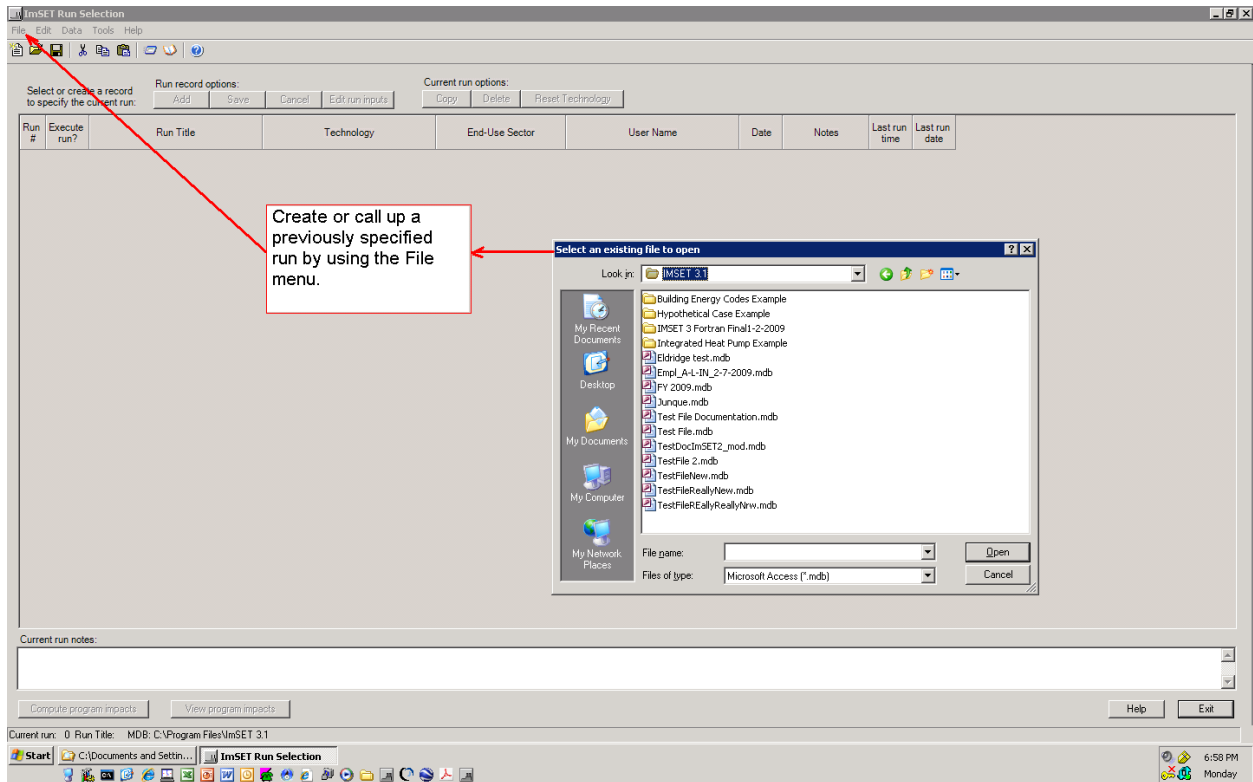 ImSET Run Selection
File Edit Data Tools Help
Select or create a record
to specify the current run:
Run record options:
Add Save Cancel Edit run inputs
Current run options:
Copy Delete Reset Technology
Run
#
Execute
run?
Run Title
Technology
End-Use Sector
User Name
Date
Notes
Last run
time
Last run
date
Create or call up a
previously specified
run by using the File
menu.
Select an existing file to open
Look in: IMSET 3.1
My Recent
Documents
Desktop
My Documents
My Computer
My Network
Places
Building Energy Codes Example
Hypothetical Case Example
IMSET 3 Fortran Final1-2-2009
Integrated Heat Pump Example
Eldridge test.mdb
Empl_A-L-IN_2-7-2009.mdb
FY 2009.mdb
Junque.mdb
Test File Documentation.mdb
Test File.mdb
TestDocImSET2_mod.mdb
TestFile 2.mdb
TestFileNew.mdb
TestFileReallyNew.mdb
TestFileREallyReallyNrw.mdb
File name:
Open
Files of type: Microsoft Access (*.mdb)
Cancel
Current run notes:
Compute program impacts View program impacts
Help Exit
Current run: 0 Run Title: MDB: C:\Program Files\ImSET 3.1
Start C:\Documents and Settin... ImSET Run Selection
6:58 PM
Monday